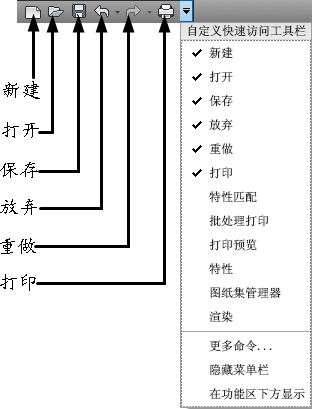 自定义快速访问工具栏
新建
打开
保存
放弃
重做
打印
特性匹配
批处理打印
打印预览
特性
图纸集管理器
渲染
更多命令...
隐藏菜单栏
在功能区下方显示
新建
打开
保存
放弃
重做
打印